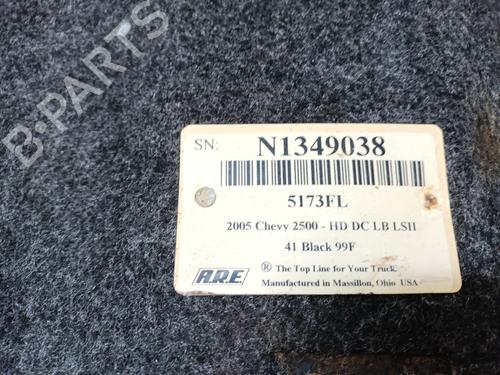 B-PARTS
SN: N1349038
5173FL
2005 Chevy 2500 - HD DC LB LSII
41 Black 99F
A.R.E ® The Top Line for Your Truck.
Manufactured in Massillon, Ohio USA